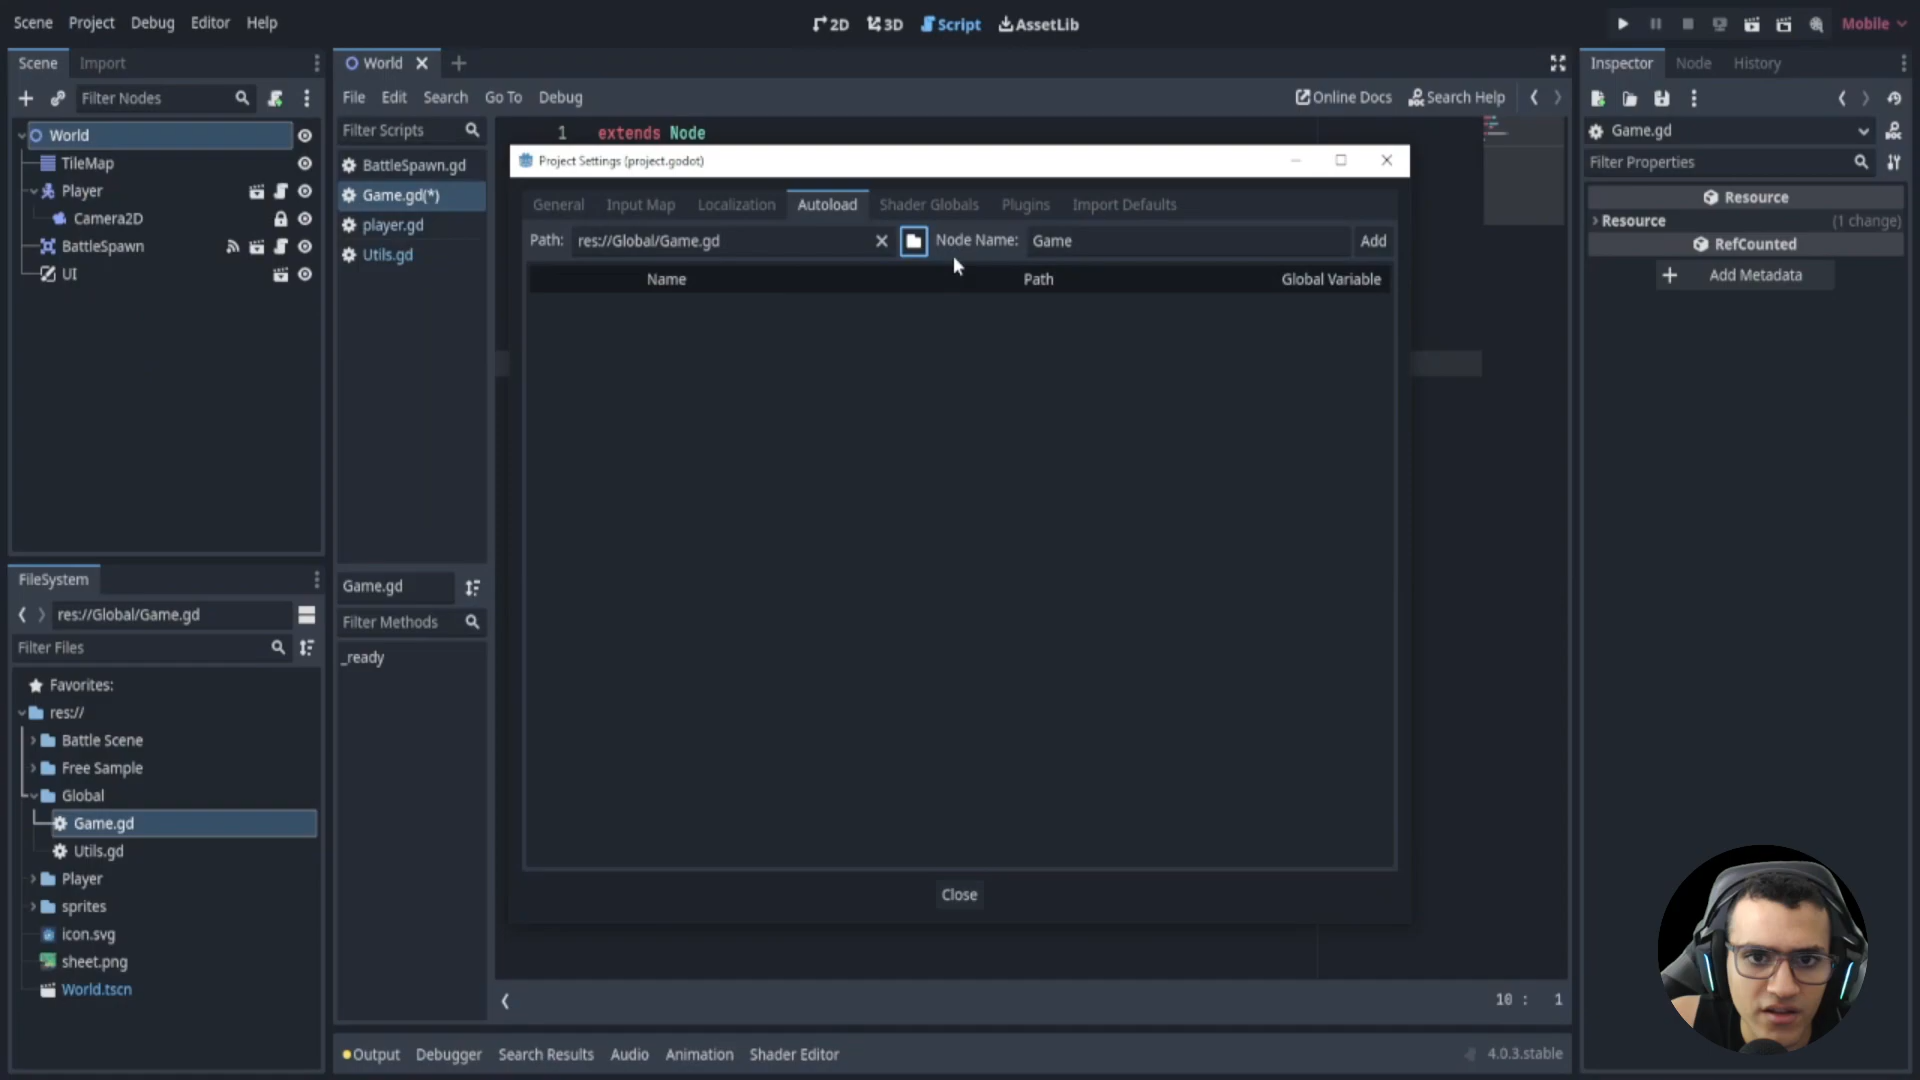 Scene Project Debug Editor Help
2D 3D Script AssetLib
Mobile
Scene Import
Filter Nodes
World
TileMap
Player
Camera2D
BattleSpawn
UI
FileSystem
res://Global/Game.gd
Filter Files
Favorites:
res://
Battle Scene
Free Sample
Global
Game.gd
Utils.gd
Player
sprites
icon.svg
sheet.png
World.tscn
World
File Edit Search Go To Debug
Online Docs Search Help
Filter Scripts
BattleSpawn.gd
Game.gd(*)
player.gd
Utils.gd
Game.gd
Filter Methods
_ready
1 extends Node
Project Settings (project.godot)
General Input Map Localization Autoload Shader Globals Plugins Import Defaults
Path: res://Global/Game.gd Node Name: Game Add
Name Path Global Variable
Close
10 : 1
Output Debugger Search Results Audio Animation Shader Editor
4.0.3.stable
Inspector Node History
Game.gd
Filter Properties
Resource
Resource (1 change)
RefCounted
Add Metadata